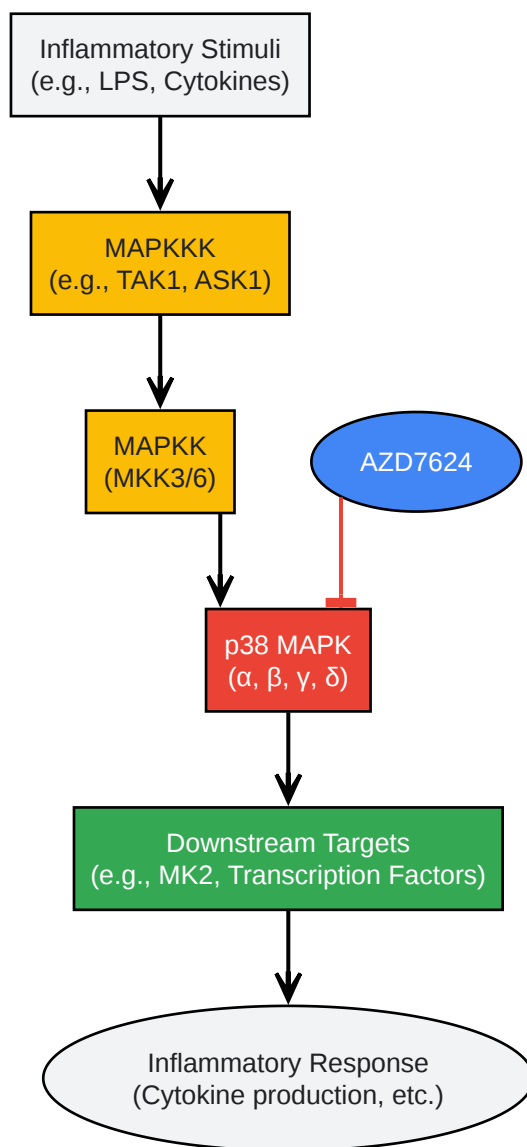 Inflammatory Stimuli
(e.g., LPS, Cytokines)
MAPKKK
(e.g., TAK1, ASK1)
MAPKK
(MKK3/6)
AZD7624
p38 MAPK
(α, β, γ, δ)
Downstream Targets
(e.g., MK2, Transcription Factors)
Inflammatory Response
(Cytokine production, etc.)